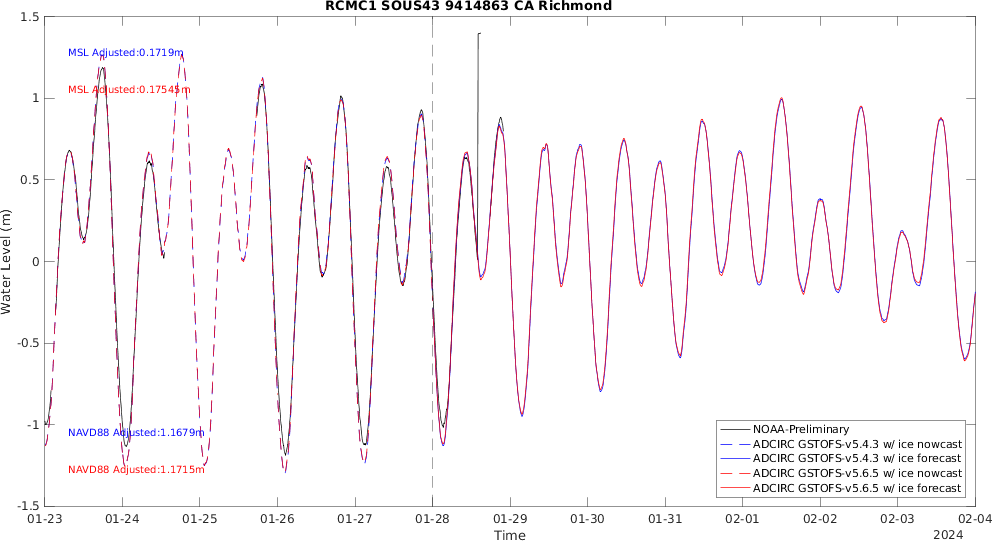 RCMC1 SOUS43 9414863 CA Richmond
1.5
1
0.5
0
-0.5
-1
-1.5
Water Level (m)
MSL Adjusted:0.1719m
MSL Adjusted:0.17545m
NAVD88 Adjusted:1.1679m
NAVD88 Adjusted:1.1715m
NOAA-Preliminary
ADCIRC GSTOFS-v5.4.3 w/ ice nowcast
ADCIRC GSTOFS-v5.4.3 w/ ice forecast
ADCIRC GSTOFS-v5.6.5 w/ ice nowcast
ADCIRC GSTOFS-v5.6.5 w/ ice forecast
01-23 01-24 01-25 01-26 01-27 01-28 01-29 01-30 01-31 02-01 02-02 02-03 02-04
Time
2024